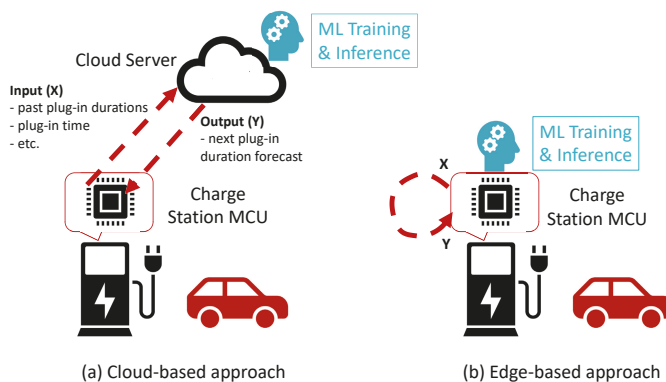 ML Training
& Inference
Cloud Server
Input (X)
- past plug-in durations
- plug-in time
- etc.
Output (Y)
- next plug-in
duration forecast
Charge
Station MCU
(a) Cloud-based approach
ML Training
& Inference
X
Charge
Station MCU
Y
(b) Edge-based approach